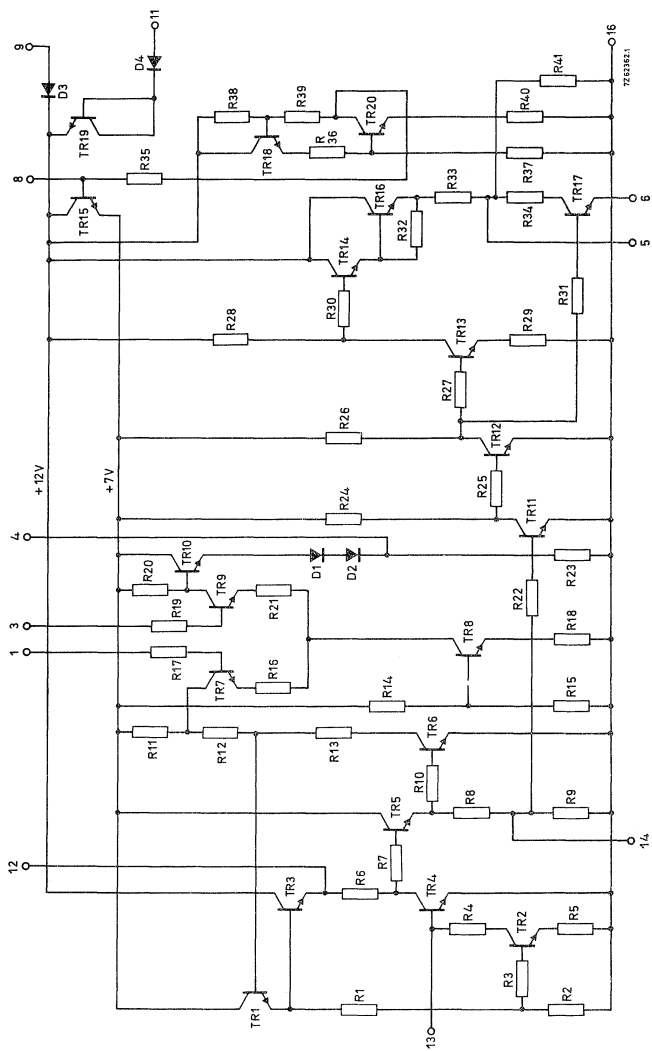 9
11
D3
D4
TR19
8
R35
TR15
R38
R39
TR18
R
36
TR20
R40
R41
R37
7Z62352.1
16
TR16
R33
R32
R34
TR17
6
5
TR14
R30
R28
R31
TR13
R29
R27
R26
TR12
+12V
+7V
R24
R25
TR11
4
R20
TR10
D1
D2
R23
R22
3
R19
TR9
R21
1
R17
TR7
R16
TR8
R18
R14
R15
R11
R12
R13
TR6
R10
TR5
R8
R9
R7
14
12
TR3
R6
TR4
R4
TR2
R5
R3
TR1
R1
R2
13